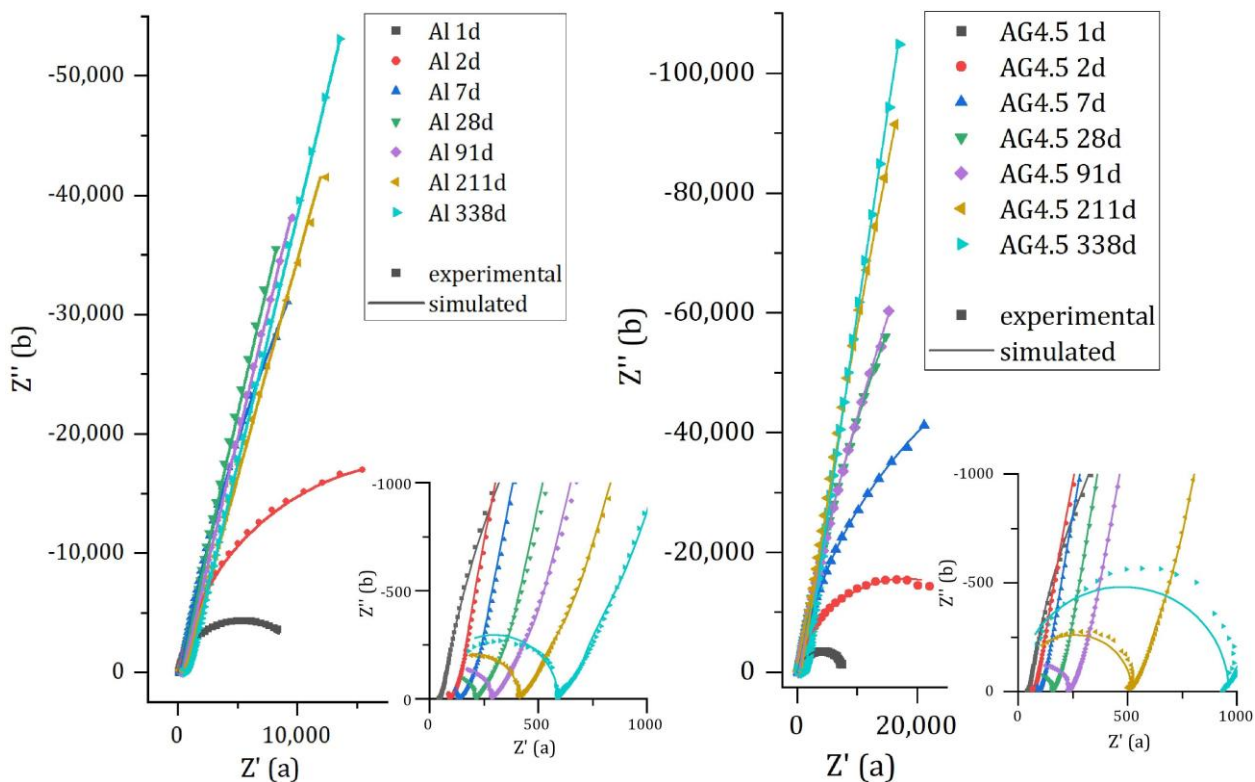 -50,000
-40,000
-30,000
-20,000
-10,000
0
Z'' (b)
0
10,000
Z' (a)
Al 1d
Al 2d
Al 7d
Al 28d
Al 91d
Al 211d
Al 338d
experimental
simulated
-1000
-500
0
Z'' (b)
0
500
1000
Z' (a)
-100,000
-80,000
-60,000
-40,000
-20,000
0
Z'' (b)
0
20,000
Z' (a)
AG4.5 1d
AG4.5 2d
AG4.5 7d
AG4.5 28d
AG4.5 91d
AG4.5 211d
AG4.5 338d
experimental
simulated
-1000
-500
0
Z'' (b)
0
500
1000
Z' (a)